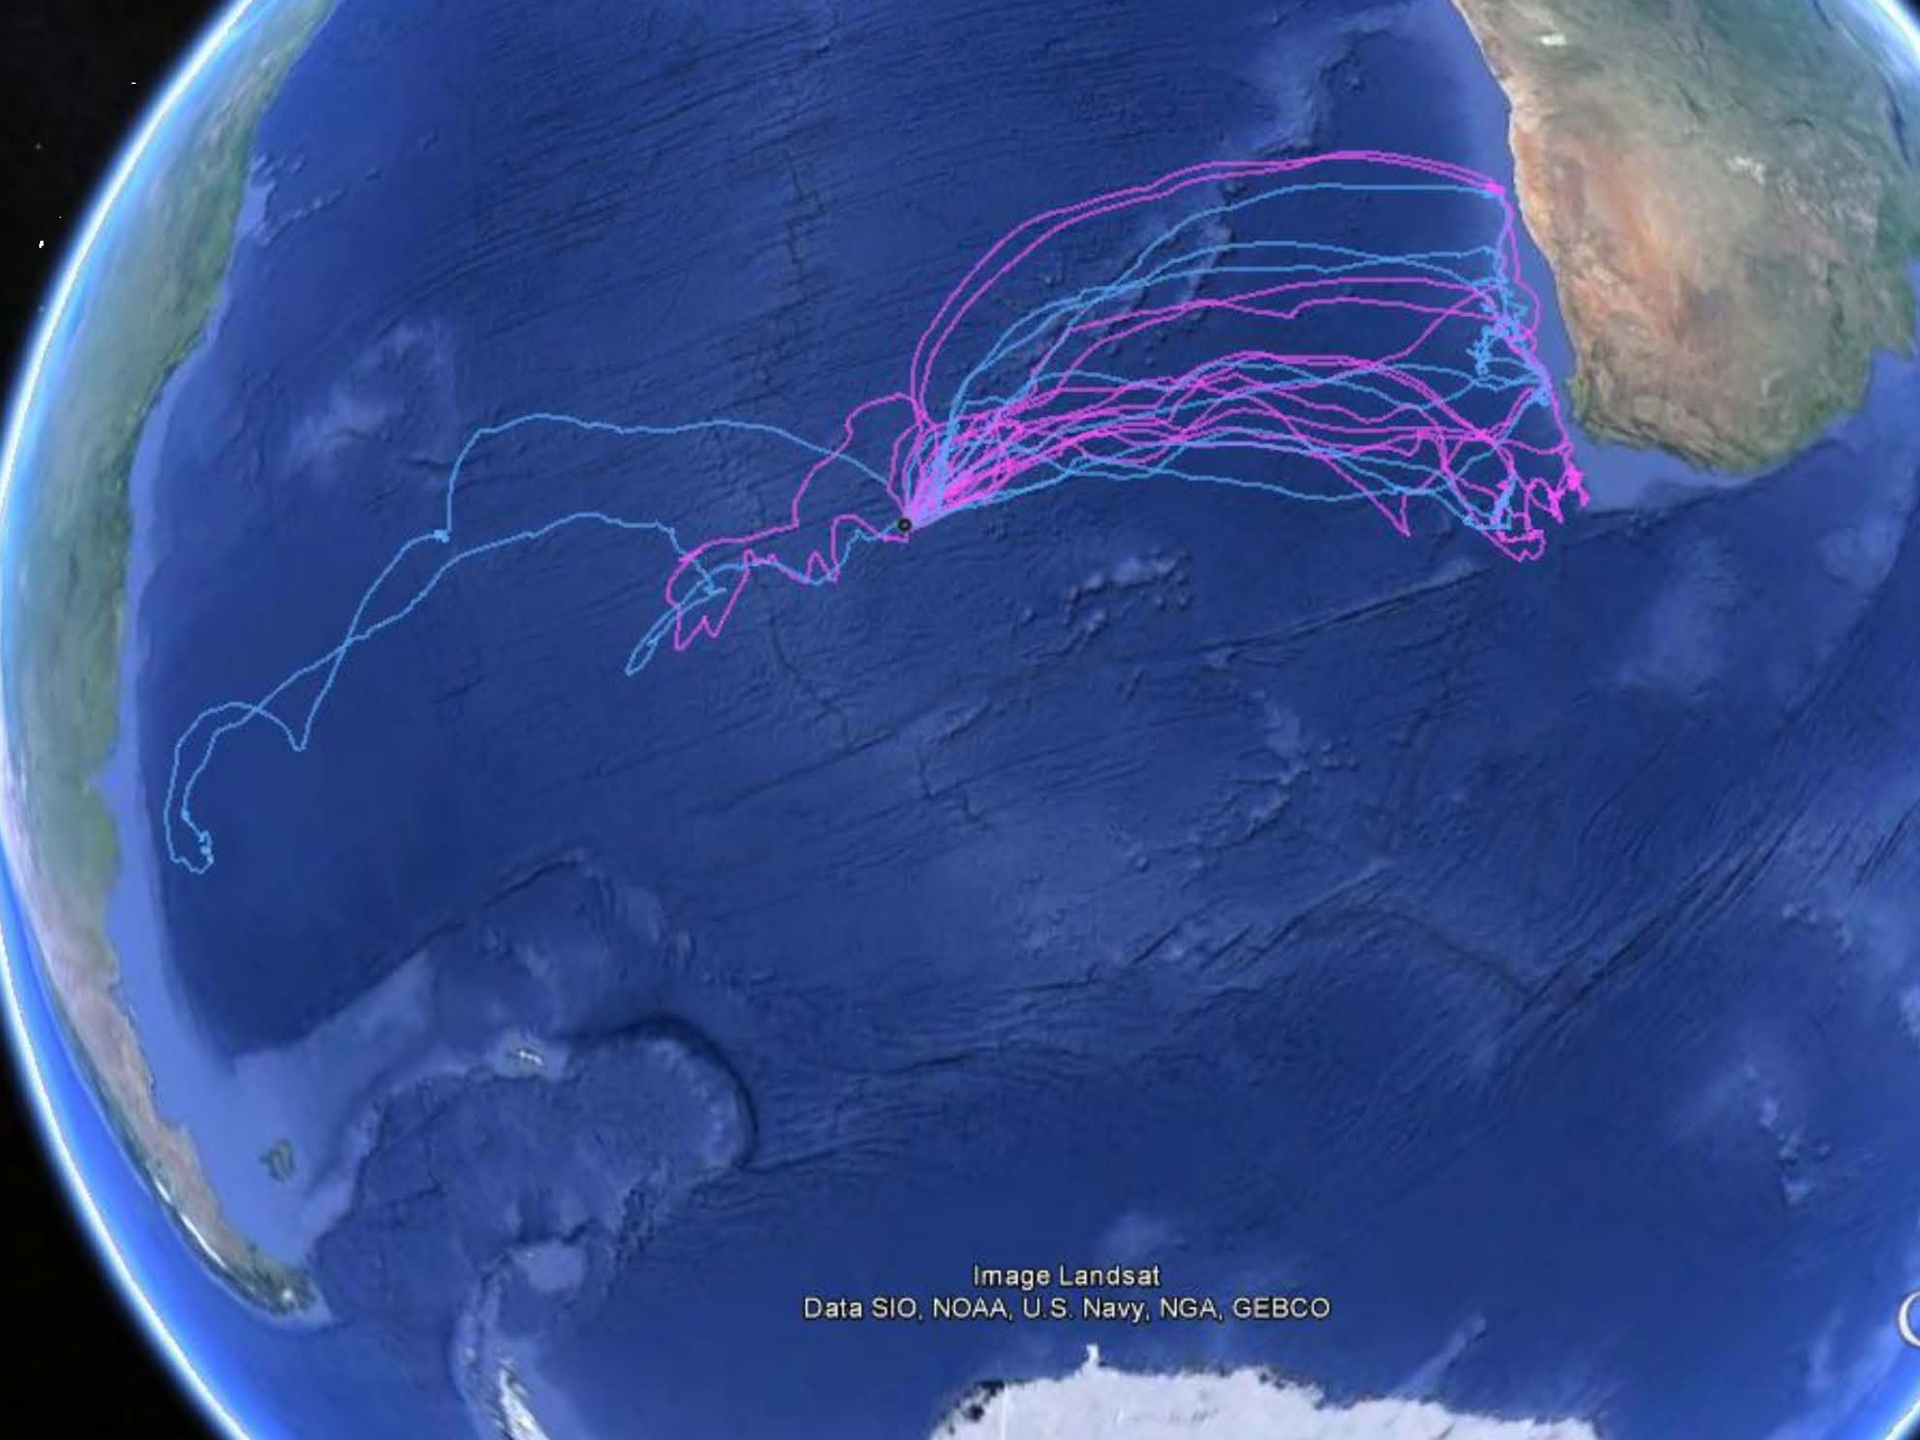 Image Landsat
Data SIO, NOAA, U.S. Navy, NGA, GEBCO